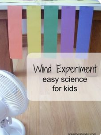 Wind Experiment
easy science
for kids